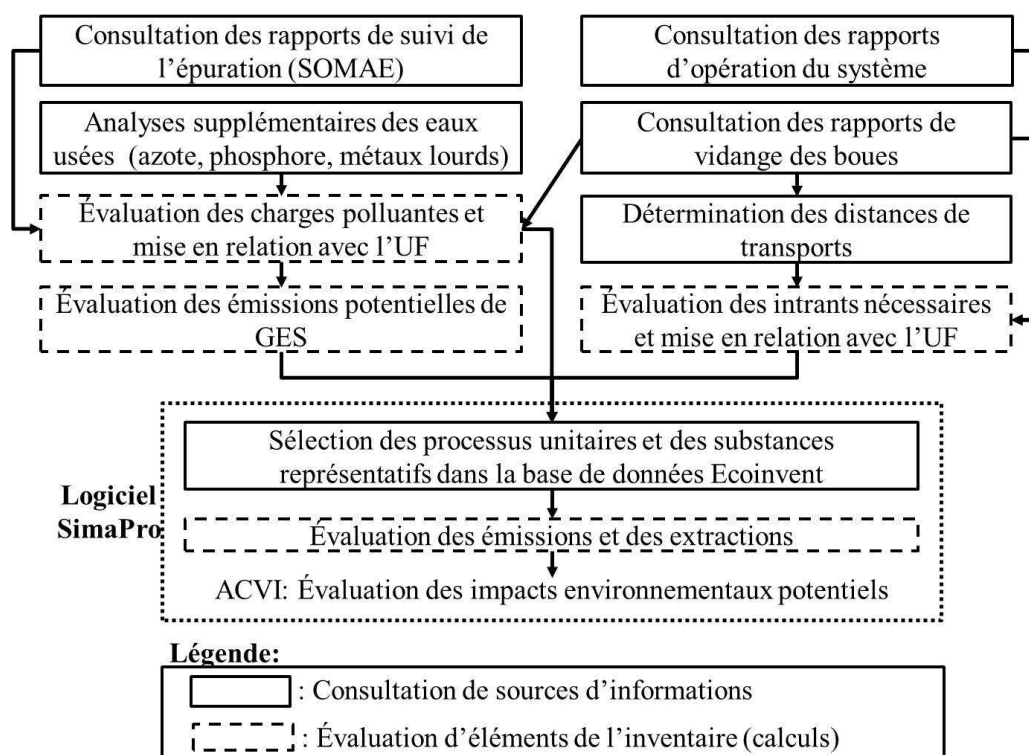 Consultation des rapports de suivi de
l’épuration (SOMAE)
Consultation des rapports
d’opération du système
Analyses supplémentaires des eaux
usées (azote, phosphore, métaux lourds)
Consultation des rapports de
vidange des boues
Évaluation des charges polluantes et
mise en relation avec l’UF
Détermination des distances de
transports
Évaluation des émissions potentielles de
GES
Évaluation des intrants nécessaires
et mise en relation avec l’UF
Logiciel
SimaPro
Sélection des processus unitaires et des substances
représentatifs dans la base de données Ecoinvent
Évaluation des émissions et des extractions
ACVI: Évaluation des impacts environnementaux potentiels
Légende:
: Consultation de sources d’informations
: Évaluation d’éléments de l’inventaire (calculs)